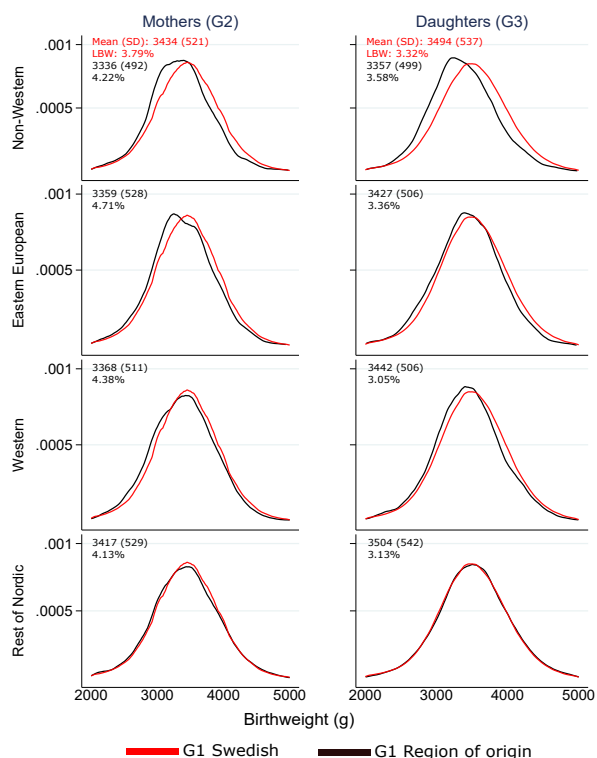 Mothers (G2)
Daughters (G3)
Non-Western
.001
.0005
Mean (SD): 3434 (521)
LBW: 3.79%
3336 (492)
4.22%
Mean (SD): 3494 (537)
LBW: 3.32%
3357 (499)
3.58%
Eastern European
.001
.0005
3359 (528)
4.71%
3427 (506)
3.36%
Western
.001
.0005
3368 (511)
4.38%
3442 (506)
3.05%
Rest of Nordic
.001
.0005
3417 (529)
4.13%
3504 (542)
3.13%
2000 3000 4000 5000
2000 3000 4000 5000
Birthweight (g)
G1 Swedish
G1 Region of origin